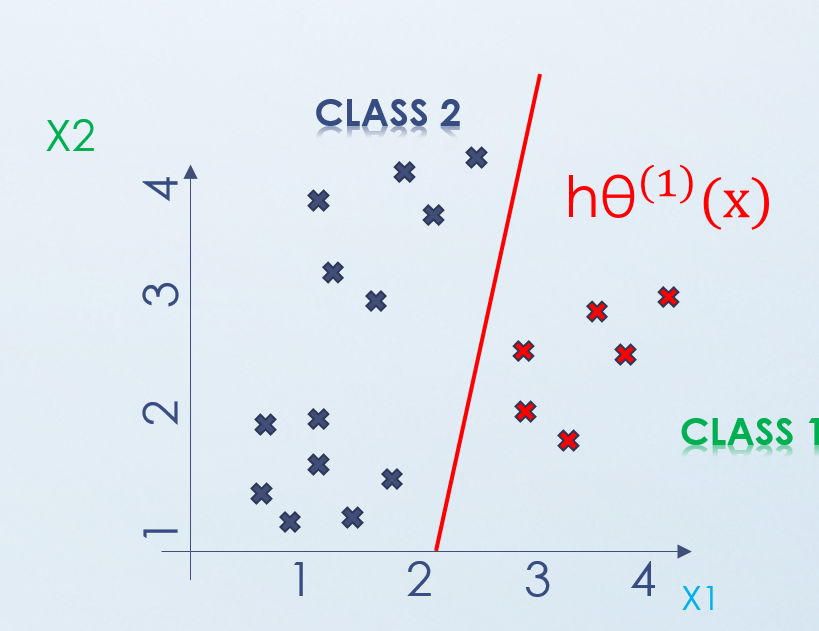 CLASS 2
X2
hθ⁽¹⁾(x)
4
3
2
1
CLASS 1
1 2 3 4
X1